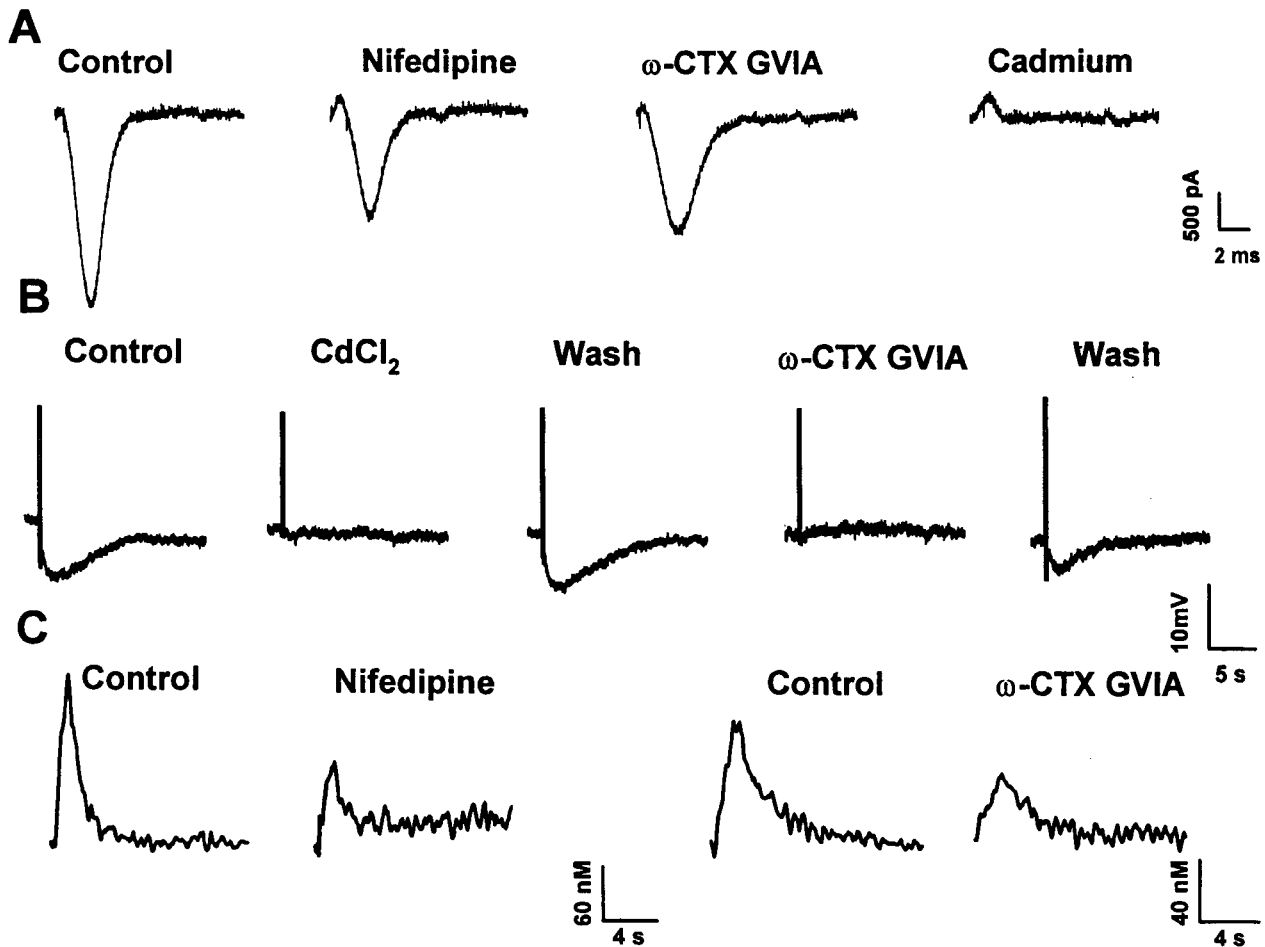 A
Control Nifedipine ω-CTX GVIA Cadmium
500 pA
2 ms
B
Control CdCl₂ Wash ω-CTX GVIA Wash
10mV
5 s
C
Control Nifedipine Control ω-CTX GVIA
60 nM
4 s
40 nM
4 s